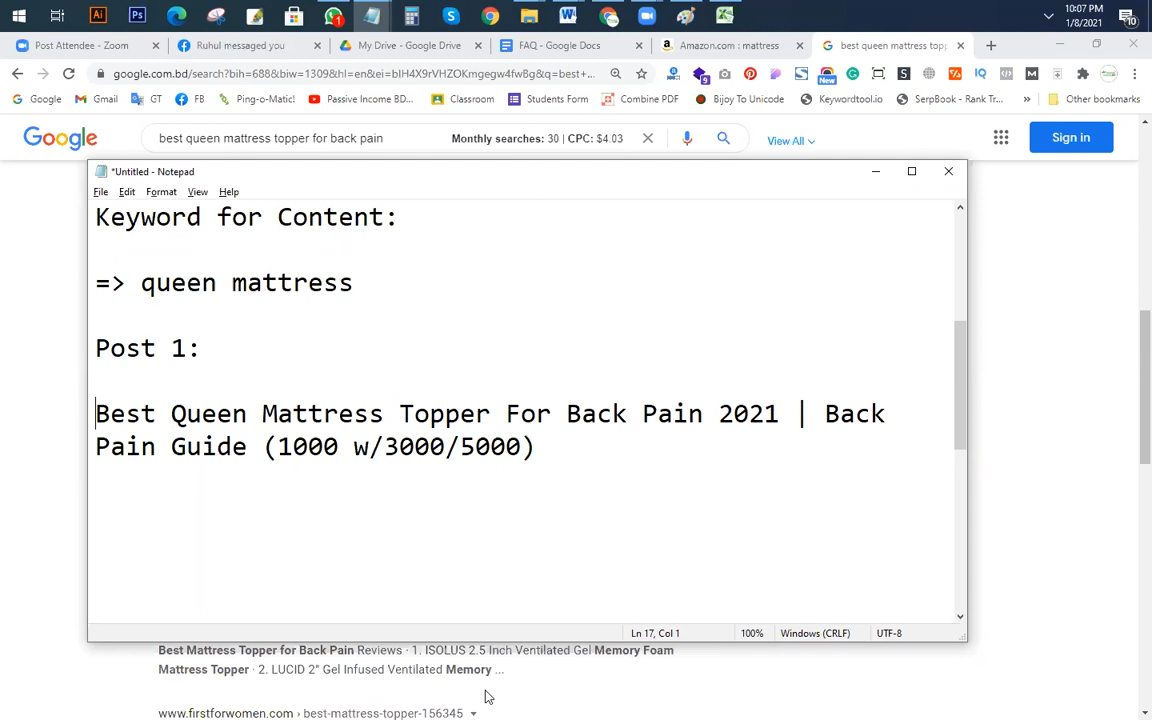 10:07 PM
1/8/2021
10
Post Attendee - Zoom
Ruhul messaged you
My Drive - Google Drive
FAQ - Google Docs
Amazon.com : mattress
best queen mattress topp
google.com.bd/search?bih=688&biw=1309&hl=en&ei=bIH4X9rVHZOKmgegw4fwBg&q=best+...
Google
Gmail
GT
FB
Ping-o-Matic!
Passive Income BD...
Classroom
Students Form
Combine PDF
Bijoy To Unicode
Keywordtool.io
SerpBook - Rank Tr...
»
Other bookmarks
Google
best queen mattress topper for back pain
Monthly searches: 30 | CPC: $4.03
View All
Sign in
*Untitled - Notepad
File Edit Format View Help
Keyword for Content:
=> queen mattress
Post 1:
Best Queen Mattress Topper For Back Pain 2021 | Back
Pain Guide (1000 w/3000/5000)
Ln 17, Col 1
100%
Windows (CRLF)
UTF-8
Best Mattress Topper for Back Pain Reviews · 1. ISOLUS 2.5 Inch Ventilated Gel Memory Foam
Mattress Topper · 2. LUCID 2" Gel Infused Ventilated Memory ...
www.firstforwomen.com › best-mattress-topper-156345